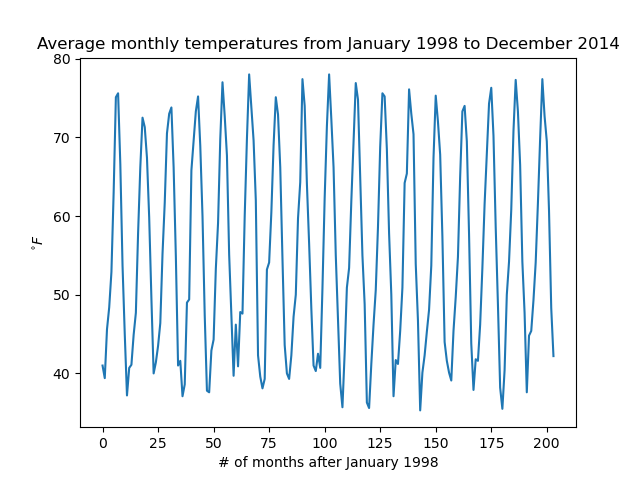 Average monthly temperatures from January 1998 to December 2014
80
70
60
50
40
°F
0 25 50 75 100 125 150 175 200
# of months after January 1998